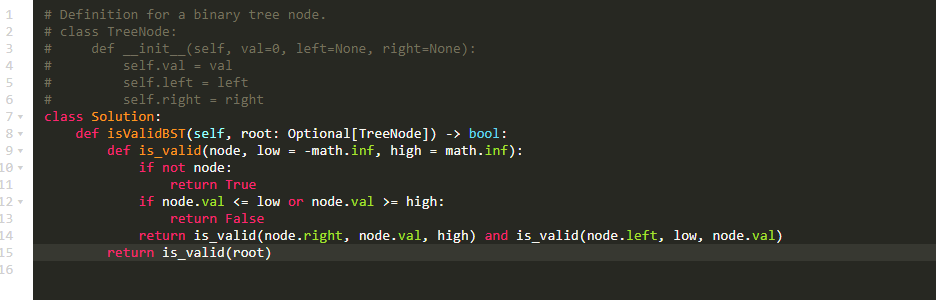 1 # Definition for a binary tree node.
2 # class TreeNode:
3 #     def __init__(self, val=0, left=None, right=None):
4 #         self.val = val
5 #         self.left = left
6 #         self.right = right
7 class Solution:
8     def isValidBST(self, root: Optional[TreeNode]) -> bool:
9         def is_valid(node, low = -math.inf, high = math.inf):
10             if not node:
11                 return True
12             if node.val <= low or node.val >= high:
13                 return False
14             return is_valid(node.right, node.val, high) and is_valid(node.left, low, node.val)
15         return is_valid(root)
16